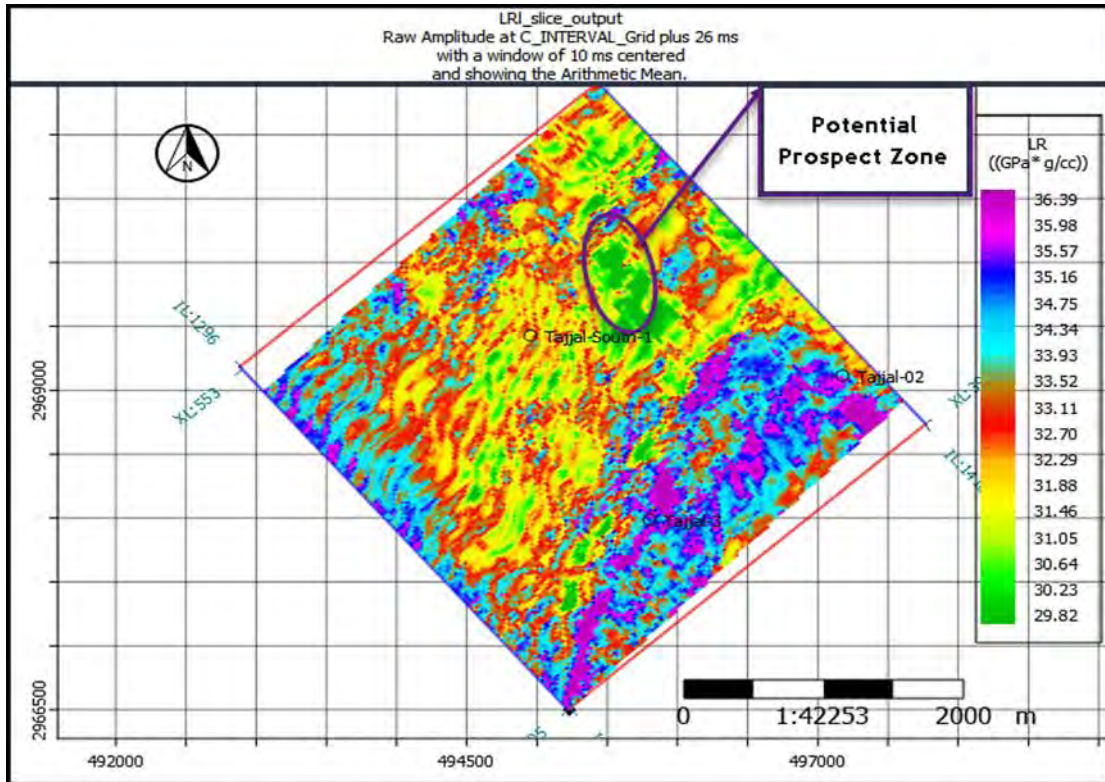 LRI_slice_output
Raw Amplitude at C_INTERVAL_Grid plus 26 ms
with a window of 10 ms centered
and showing the Arithmetic Mean.
Potential
Prospect Zone
N
LR
((GPa* g/cc))
36.39
35.98
35.57
35.16
34.75
34.34
33.93
33.52
33.11
32.70
32.29
31.88
31.46
31.05
30.64
30.23
29.82
IL:1296
XL:553
Tajjal-South-1
Tajjal-02
Tajjal-3
2969000
2966500
0 1:42253 2000 m
492000 494500 497000